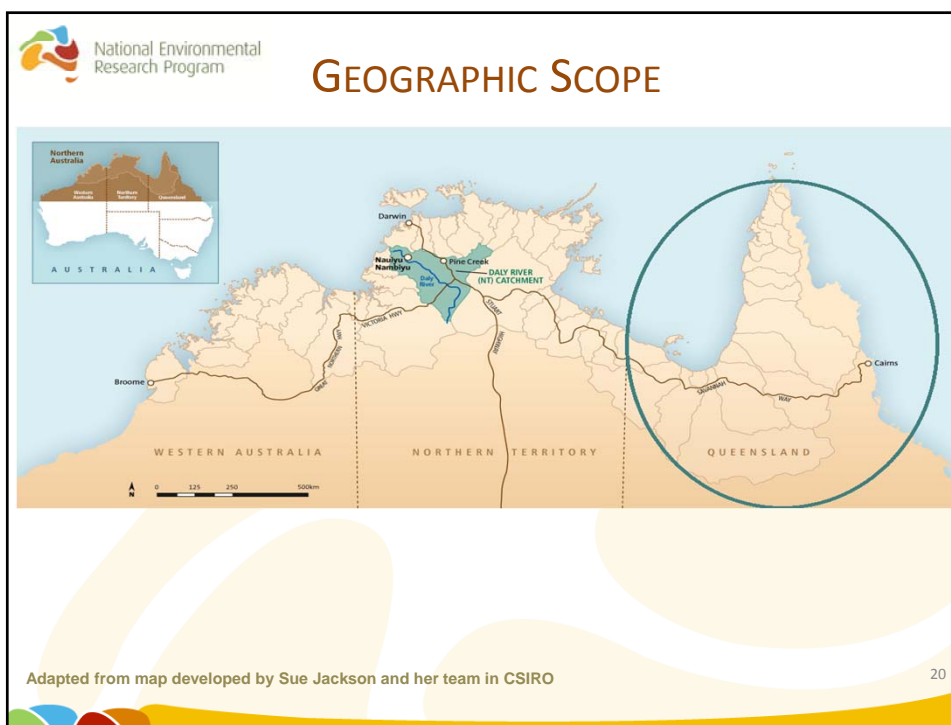 National Environmental
Research Program
GEOGRAPHIC SCOPE
Northern
Australia
Western
Australia
Northern
Territory
Queensland
AUSTRALIA
Darwin
Nauiyu
Nambiyu
Pine Creek
DALY RIVER
(NT) CATCHMENT
Daly
River
VICTORIA HWY
STUART
HIGHWAY
GREAT NORTHERN HWY
Broome
Cairns
SAVANNAH WAY
WESTERN AUSTRALIA
NORTHERN TERRITORY
QUEENSLAND
N
0 125 250 500km
Adapted from map developed by Sue Jackson and her team in CSIRO
20